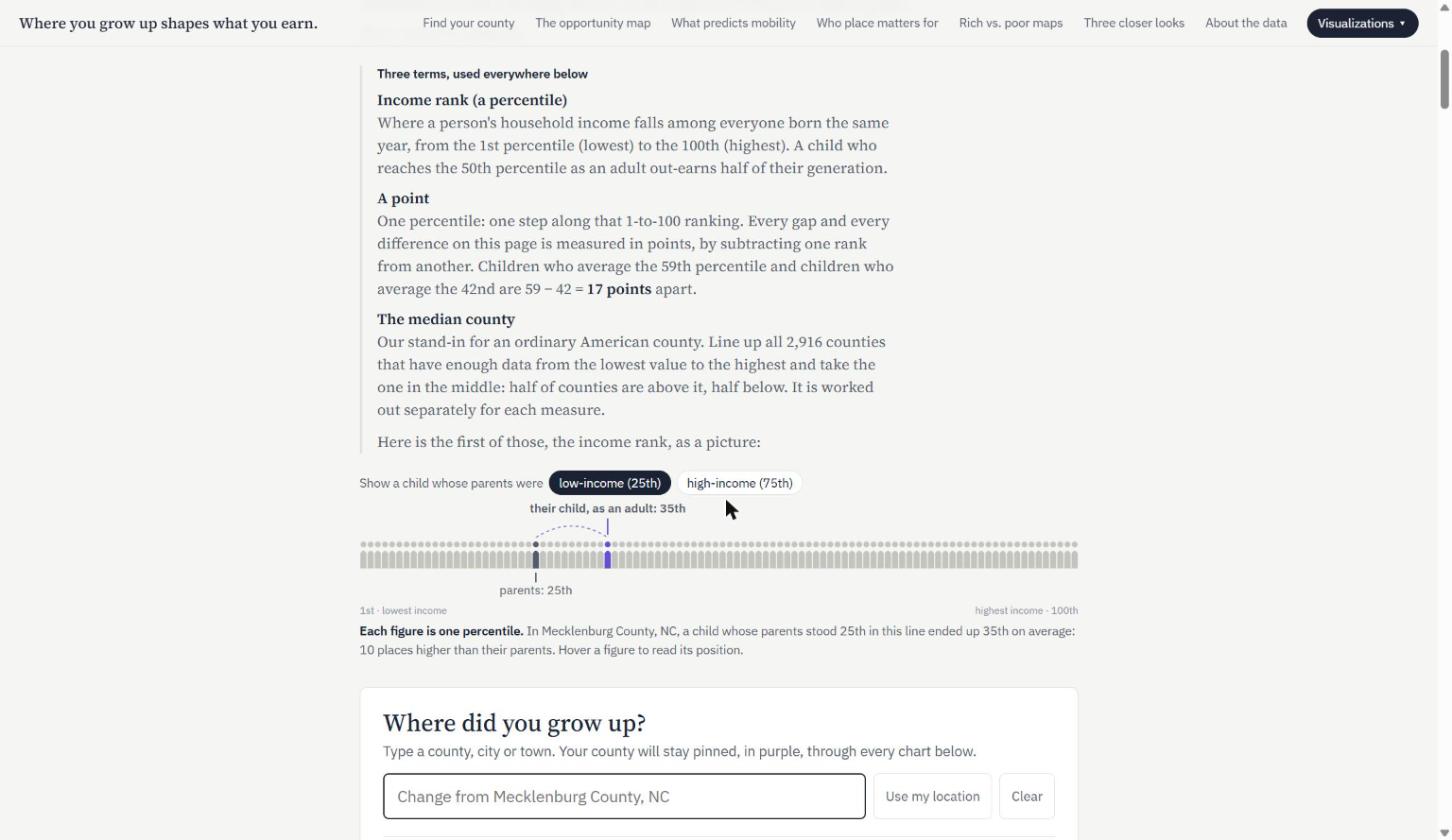 Where you grow up shapes what you earn.
Find your county
The opportunity map
What predicts mobility
Who place matters for
Rich vs. poor maps
Three closer looks
About the data
Visualizations ▾
Three terms, used everywhere below
Income rank (a percentile)
Where a person's household income falls among everyone born the same
year, from the 1st percentile (lowest) to the 100th (highest). A child who
reaches the 50th percentile as an adult out-earns half of their generation.
A point
One percentile: one step along that 1-to-100 ranking. Every gap and every
difference on this page is measured in points, by subtracting one rank
from another. Children who average the 59th percentile and children who
average the 42nd are 59 − 42 = 17 points apart.
The median county
Our stand-in for an ordinary American county. Line up all 2,916 counties
that have enough data from the lowest value to the highest and take the
one in the middle: half of counties are above it, half below. It is worked
out separately for each measure.
Here is the first of those, the income rank, as a picture:
Show a child whose parents were low-income (25th) high-income (75th)
their child, as an adult: 35th
parents: 25th
1st · lowest income
highest income · 100th
Each figure is one percentile. In Mecklenburg County, NC, a child whose parents stood 25th in this line ended up 35th on average:
10 places higher than their parents. Hover a figure to read its position.
Where did you grow up?
Type a county, city or town. Your county will stay pinned, in purple, through every chart below.
Change from Mecklenburg County, NC
Use my location
Clear